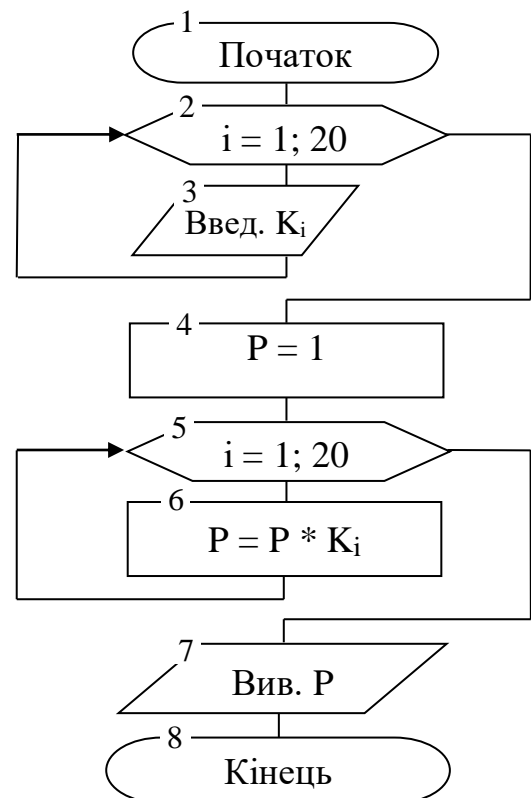 1
Початок
2
i = 1; 20
3
Введ. Kᵢ
4
P = 1
5
i = 1; 20
6
P = P * Kᵢ
7
Вив. P
8
Кінець